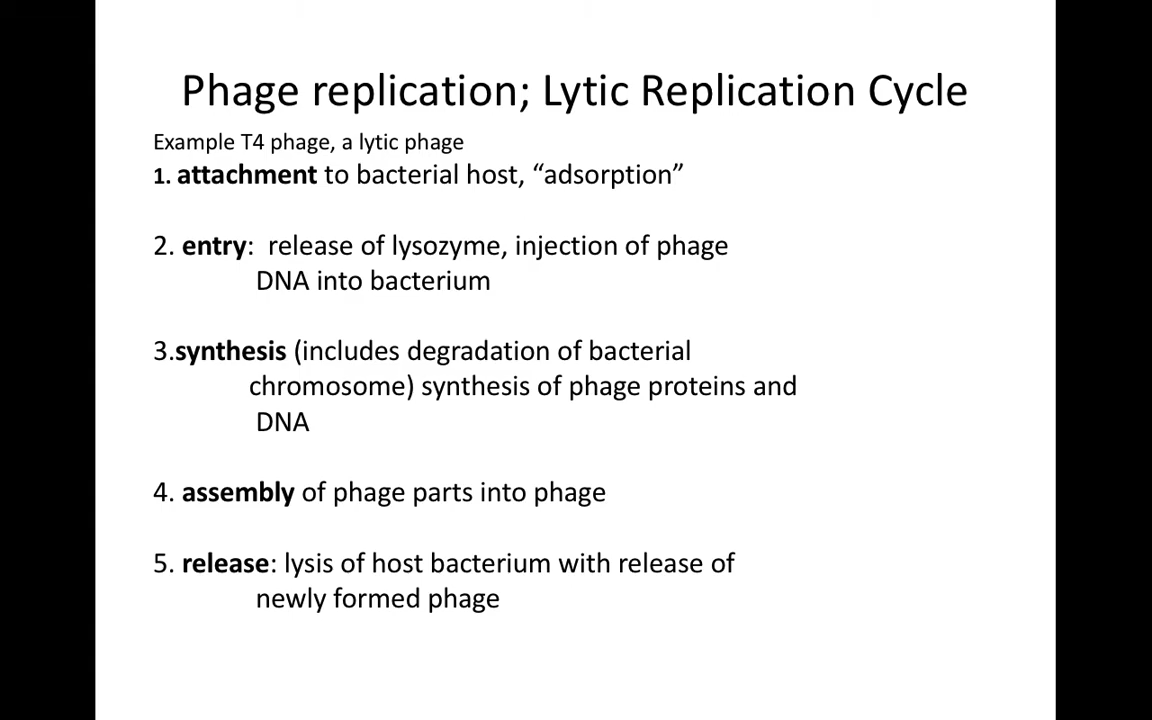 Phage replication; Lytic Replication Cycle
Example T4 phage, a lytic phage
1. attachment to bacterial host, “adsorption”
2. entry:  release of lysozyme, injection of phage
DNA into bacterium
3.synthesis (includes degradation of bacterial
chromosome) synthesis of phage proteins and
DNA
4. assembly of phage parts into phage
5. release: lysis of host bacterium with release of
newly formed phage